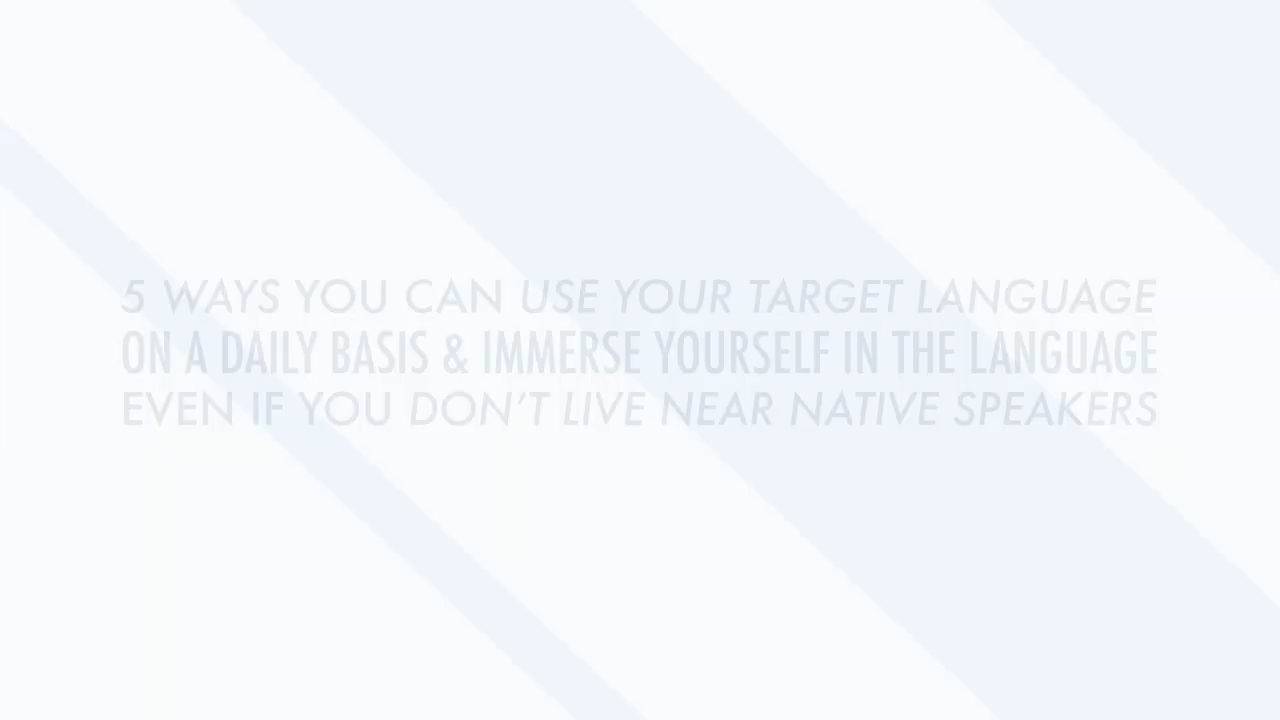 5 WAYS YOU CAN USE YOUR TARGET LANGUAGE
ON A DAILY BASIS & IMMERSE YOURSELF IN THE LANGUAGE
EVEN IF YOU DON'T LIVE NEAR NATIVE SPEAKERS